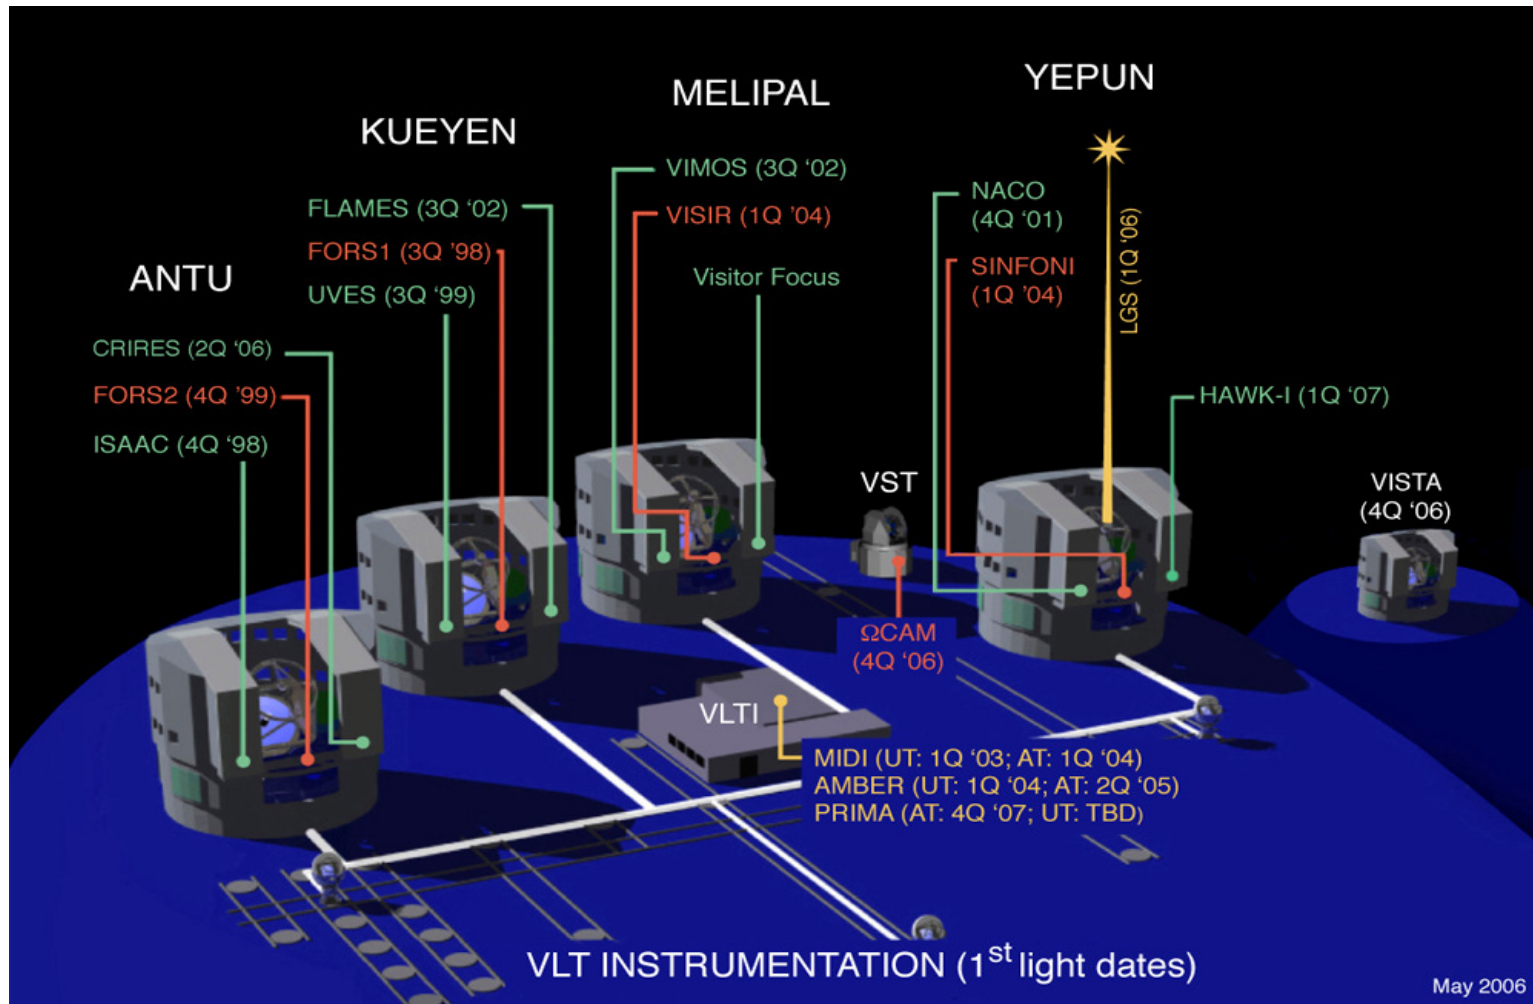 YEPUN
MELIPAL
KUEYEN
ANTU
VIMOS (3Q ‘02)
VISIR (1Q ‘04)
Visitor Focus
NACO
(4Q ‘01)
SINFONI
(1Q ‘04)
LGS (1Q ‘06)
FLAMES (3Q ‘02)
FORS1 (3Q ’98)
UVES (3Q ‘99)
CRIRES (2Q ‘06)
FORS2 (4Q ’99)
ISAAC (4Q ‘98)
HAWK-I (1Q ‘07)
VST
VISTA
(4Q ‘06)
ΩCAM
(4Q ‘06)
VLTI
MIDI (UT: 1Q ‘03; AT: 1Q ‘04)
AMBER (UT: 1Q ‘04; AT: 2Q ‘05)
PRIMA (AT: 4Q ‘07; UT: TBD)
VLT INSTRUMENTATION (1st light dates)
May 2006